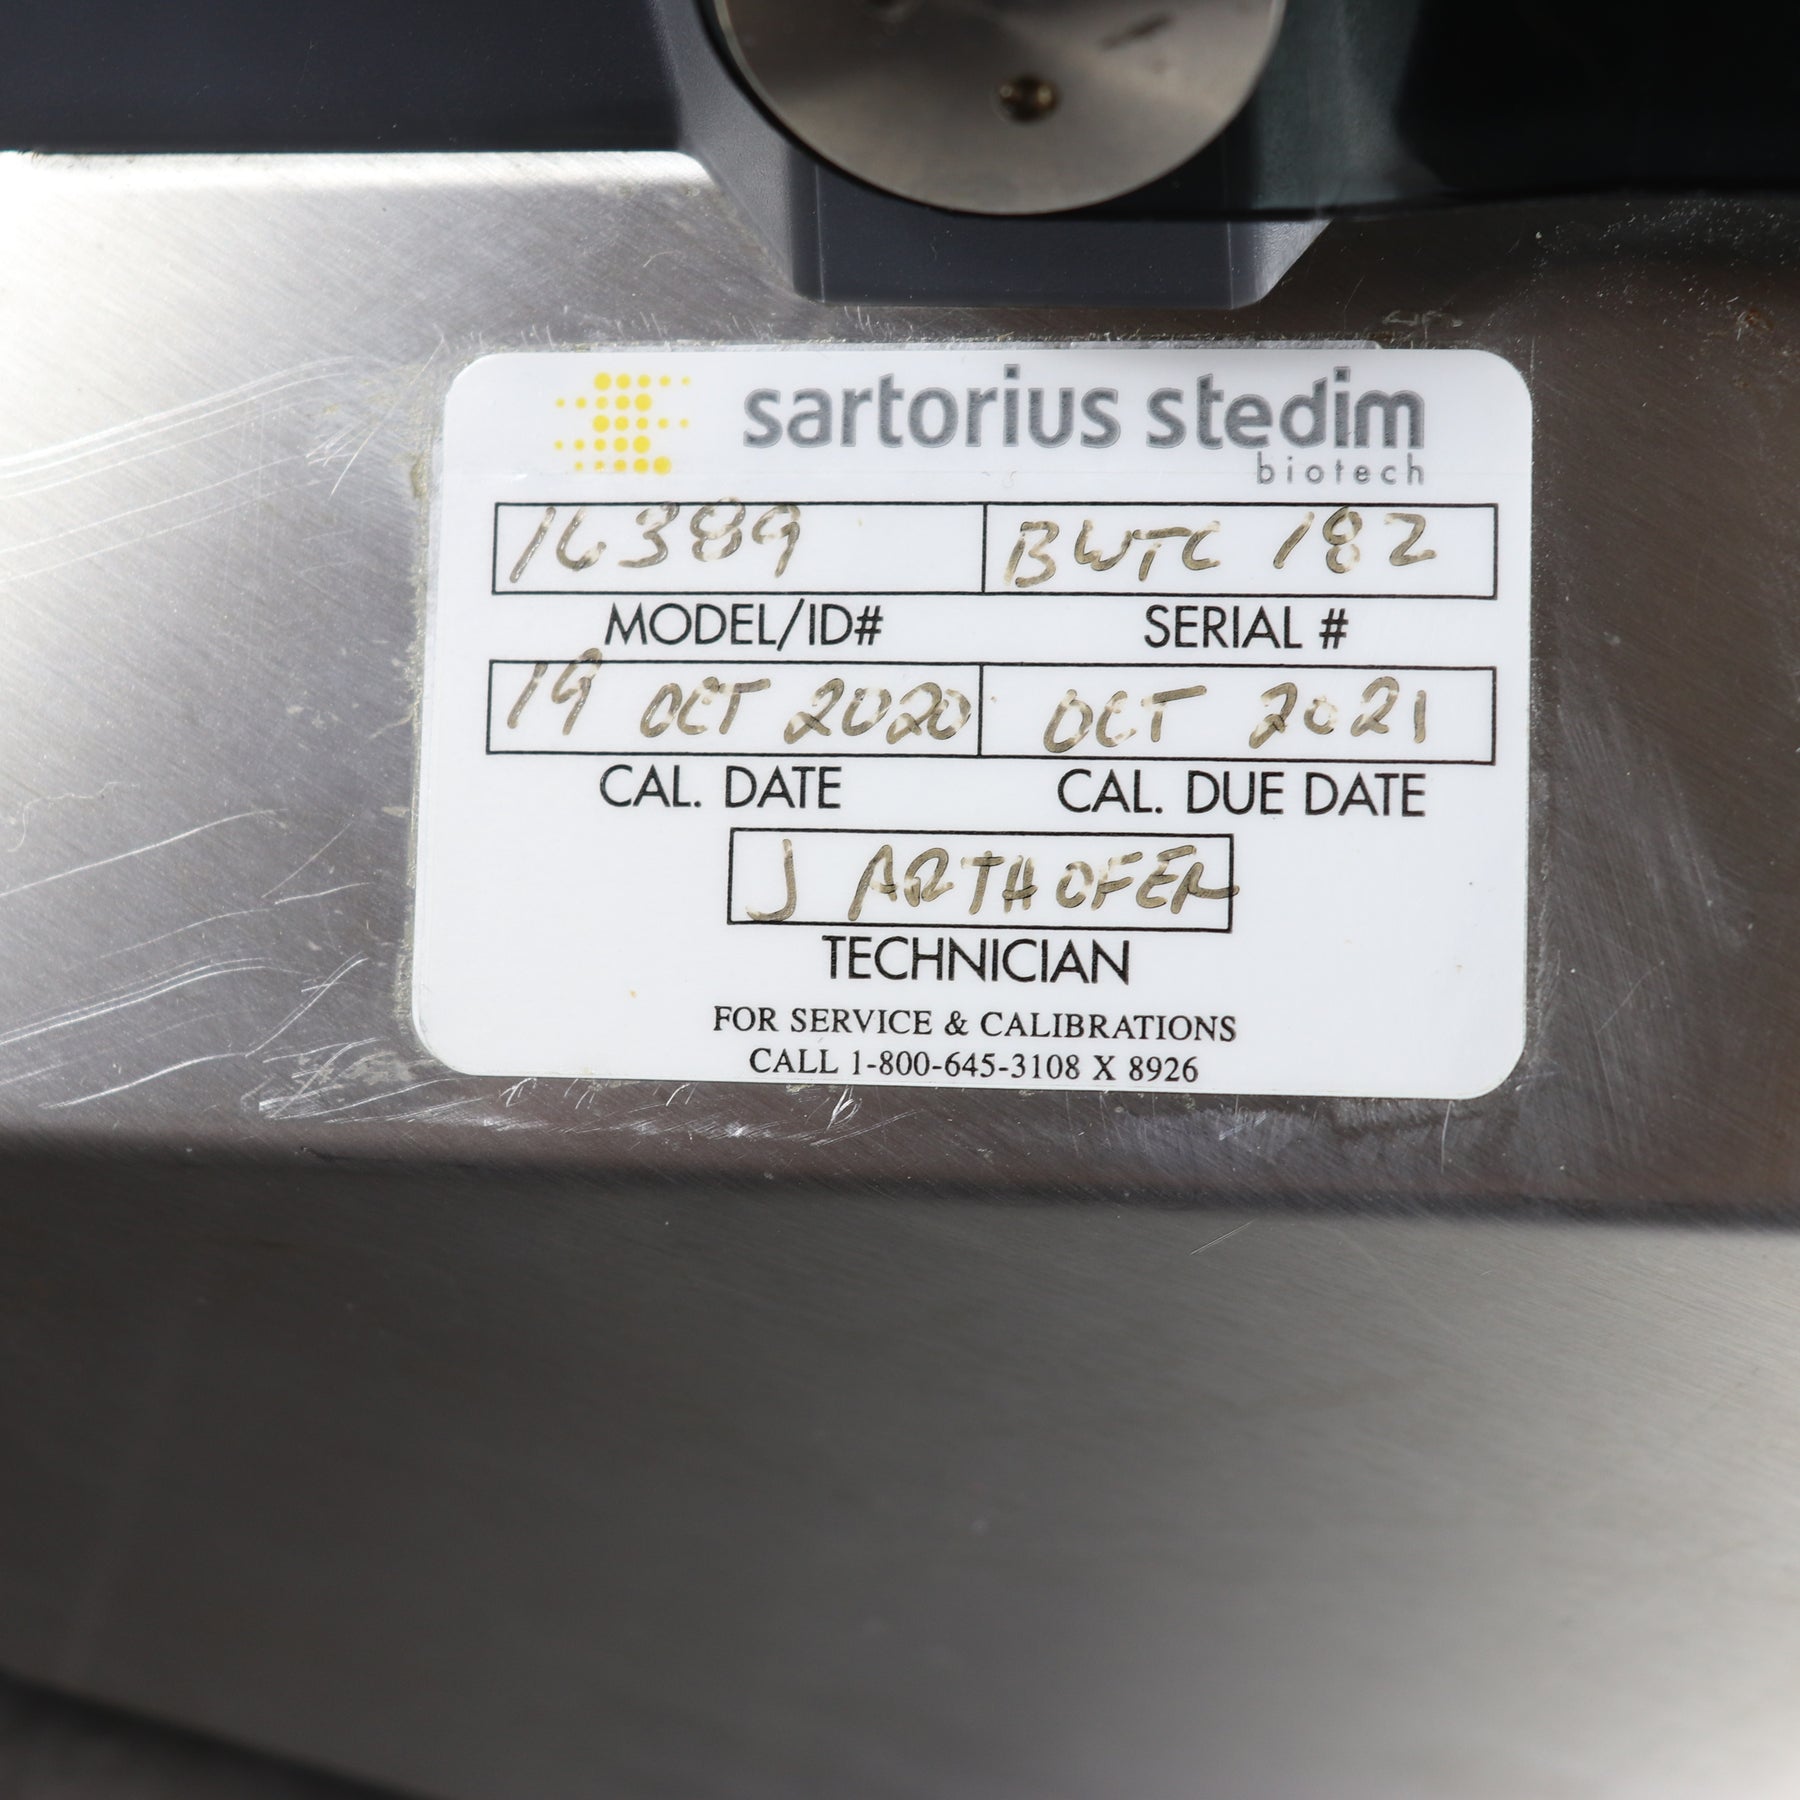 sartorius stedim
biotech
16389 BWTC 182
MODEL/ID# SERIAL #
19 OCT 2020 OCT 2021
CAL. DATE CAL. DUE DATE
J ARTHOFER
TECHNICIAN
FOR SERVICE & CALIBRATIONS
CALL 1-800-645-3108 X 8926